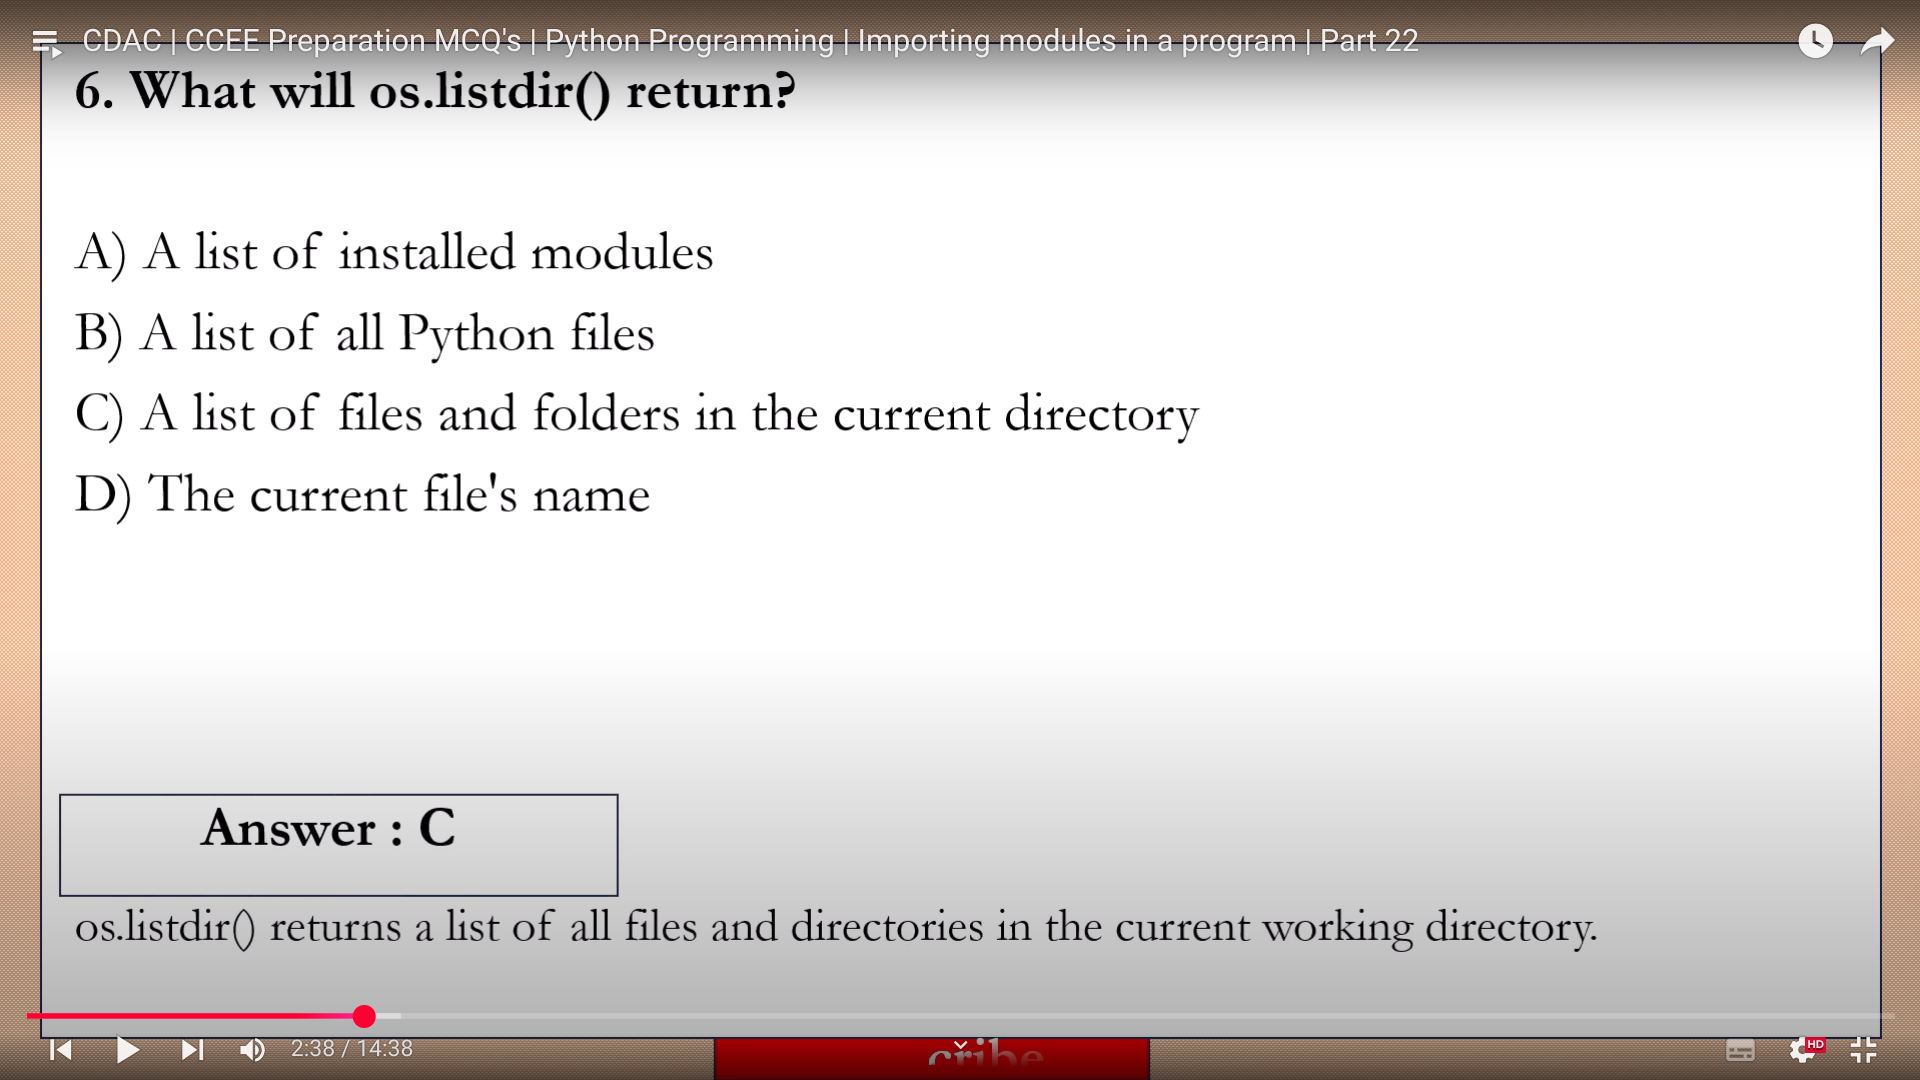 CDAC | CCEE Preparation MCQ's | Python Programming | Importing modules in a program | Part 22
6. What will os.listdir() return?
A) A list of installed modules
B) A list of all Python files
C) A list of files and folders in the current directory
D) The current file's name
Answer : C
os.listdir() returns a list of all files and directories in the current working directory.
2:38 / 14:38
HD